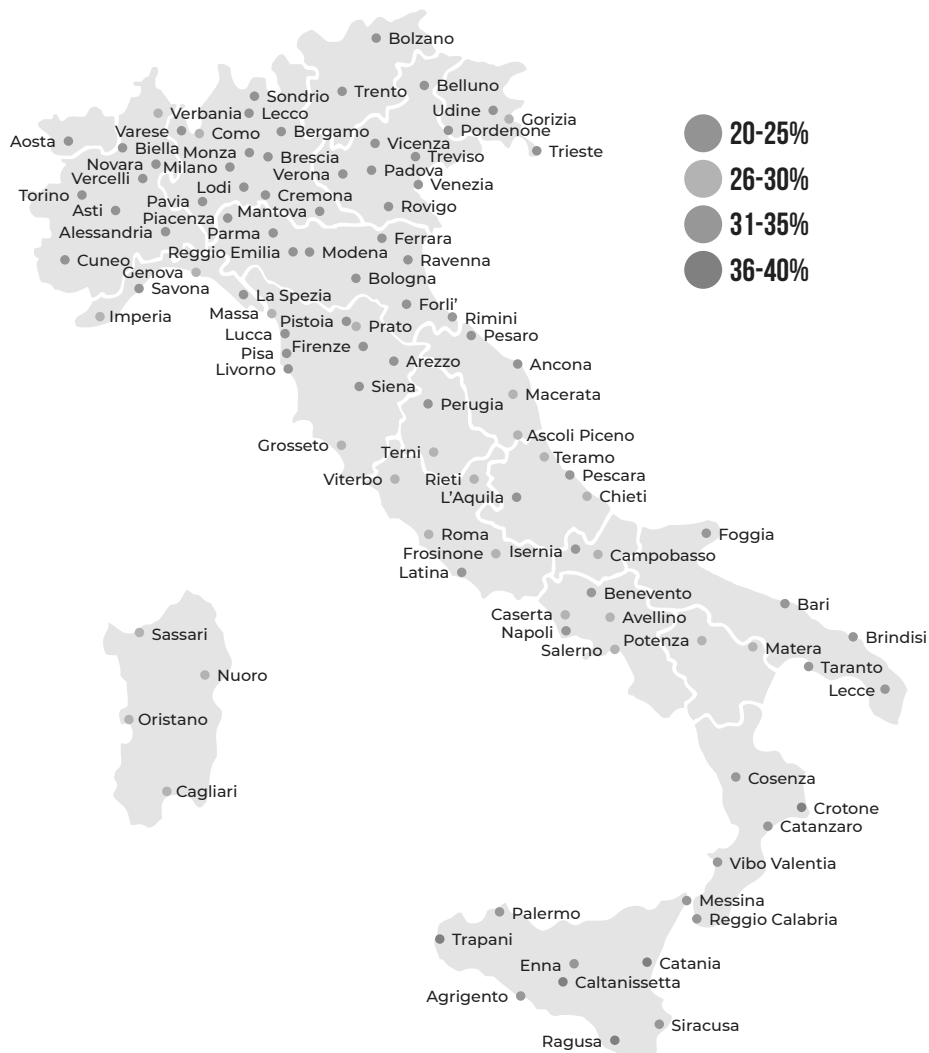 Bolzano
Belluno
Trento
Sondrio
Udine
Verbania
Lecco
Gorizia
Varese
Como
Bergamo
Pordenone
20-25%
Aosta
Biella
Monza
Vicenza
Trieste
Novara
Milano
Brescia
Treviso
Vercelli
Verona
Padova
26-30%
Torino
Lodi
Cremona
Venezia
Asti
Pavia
Piacenza
Mantova
Rovigo
31-35%
Alessandria
Parma
Ferrara
Cuneo
Reggio Emilia
Modena
Ravenna
36-40%
Genova
Bologna
Savona
La Spezia
Forli'
Imperia
Massa
Pistoia
Prato
Rimini
Lucca
Firenze
Pesaro
Pisa
Arezzo
Livorno
Ancona
Siena
Macerata
Perugia
Grosseto
Terni
Ascoli Piceno
Teramo
Viterbo
Rieti
Pescara
L'Aquila
Chieti
Roma
Foggia
Frosinone
Isernia
Campobasso
Latina
Benevento
Bari
Caserta
Avellino
Napoli
Sassari
Salerno
Potenza
Matera
Brindisi
Nuoro
Taranto
Lecce
Oristano
Cosenza
Cagliari
Crotone
Catanzaro
Vibo Valentia
Messina
Palermo
Reggio Calabria
Trapani
Enna
Catania
Caltanissetta
Agrigento
Siracusa
Ragusa